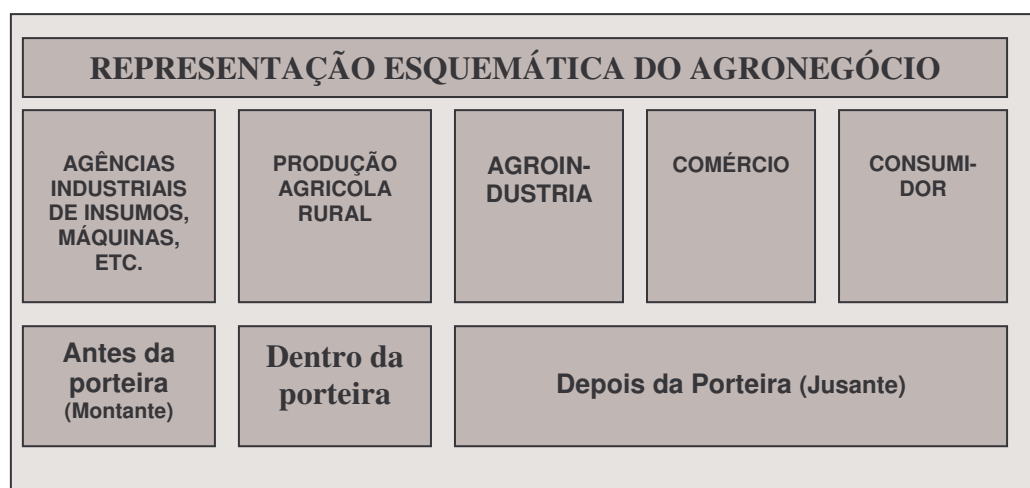 REPRESENTAÇÃO ESQUEMÁTICA DO AGRONEGÓCIO
AGÊNCIAS
INDUSTRIAIS
DE INSUMOS,
MÁQUINAS,
ETC.
PRODUÇÃO
AGRICOLA
RURAL
AGROIN-
DUSTRIA
COMÉRCIO
CONSUMI-
DOR
Antes da
porteira
(Montante)
Dentro da
porteira
Depois da Porteira (Jusante)